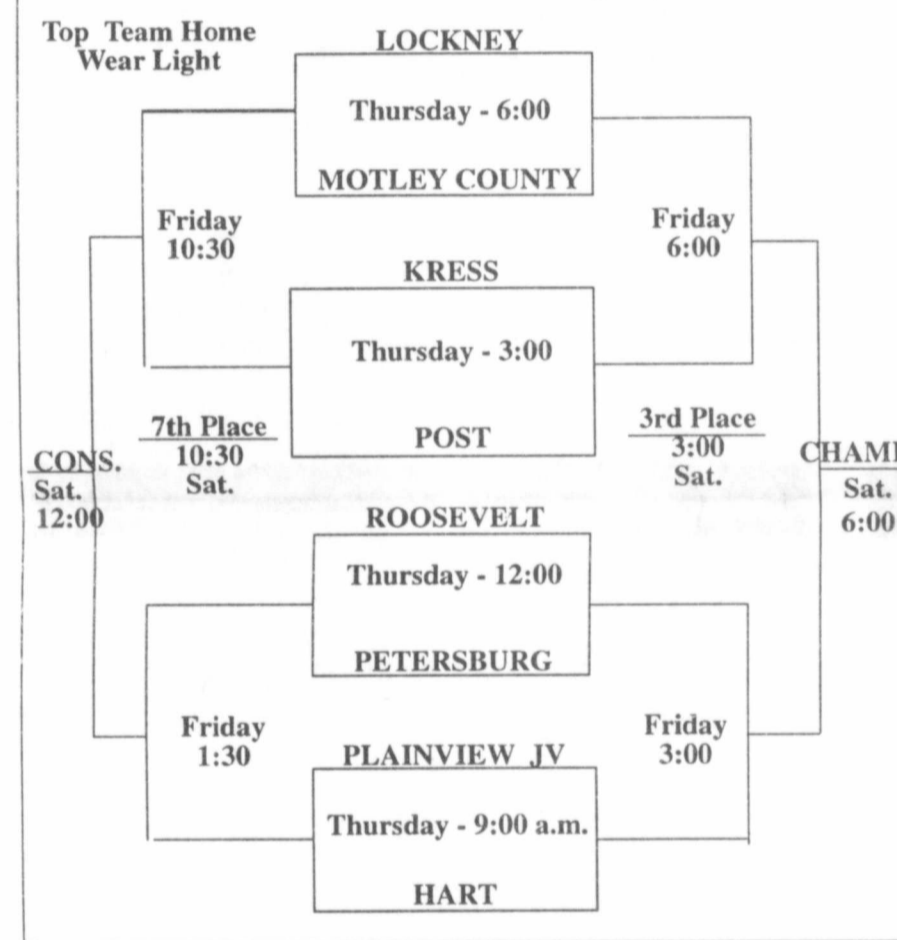 Top Team Home
Wear Light
LOCKNEY
Thursday - 6:00
MOTLEY COUNTY
Friday
10:30
Friday
6:00
KRESS
Thursday - 3:00
POST
7th Place
10:30
Sat.
3rd Place
3:00
Sat.
CONS.
Sat.
12:00
CHAM
Sat.
6:00
ROOSEVELT
Thursday - 12:00
PETERSBURG
Friday
1:30
Friday
3:00
PLAINVIEW JV
Thursday - 9:00 a.m.
HART